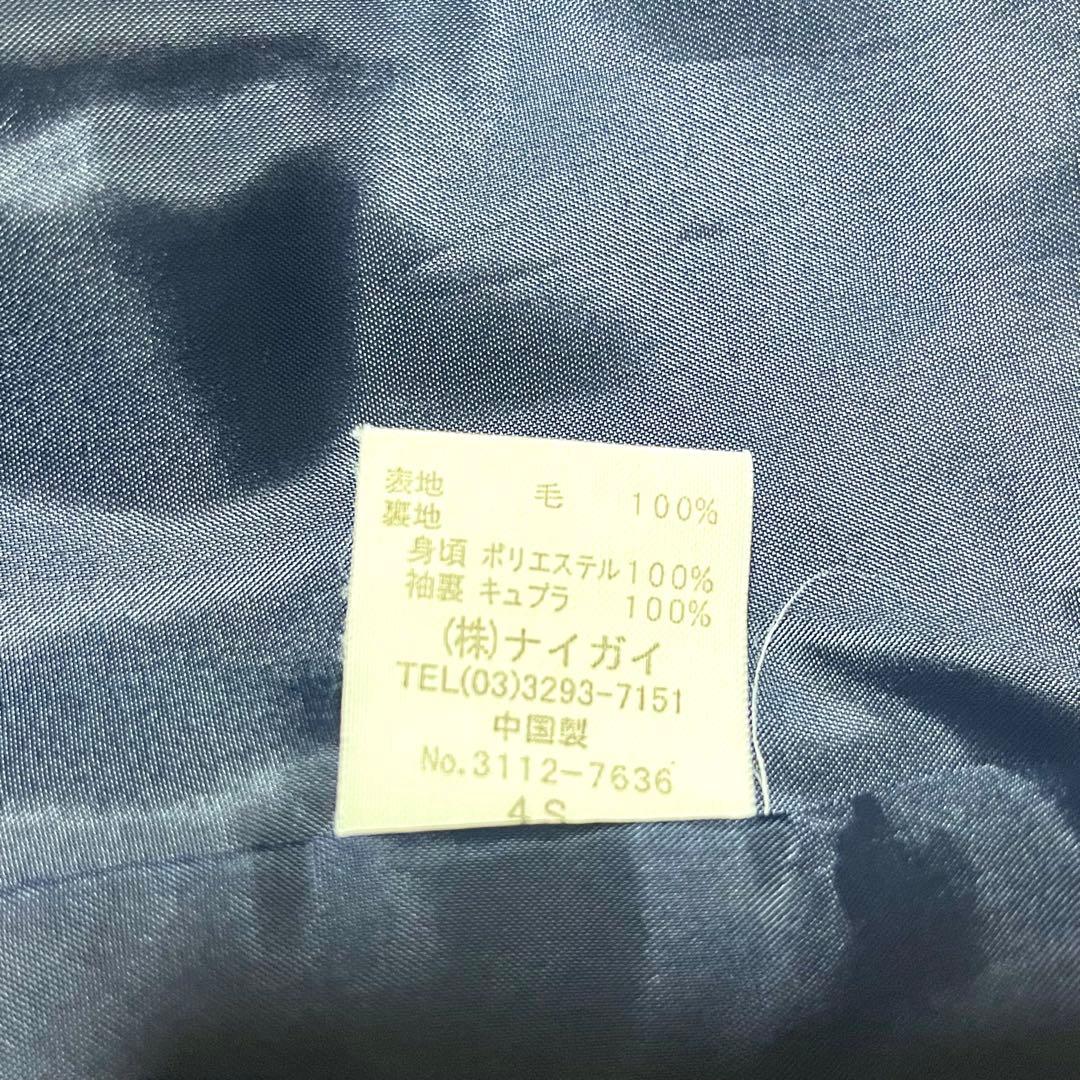 表地 毛 100%
裏地
身頃 ポリエステル100%
袖裏 キュプラ 100%
(株)ナイガイ
TEL(03)3293-7151
中国製
No.3112-7636
4S